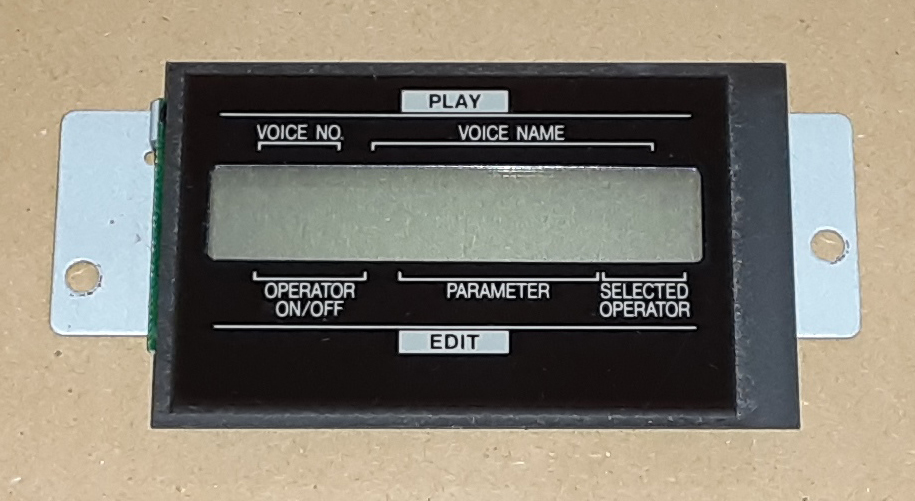 PLAY
VOICE NO. VOICE NAME
OPERATOR ON/OFF
PARAMETER
SELECTED OPERATOR
EDIT